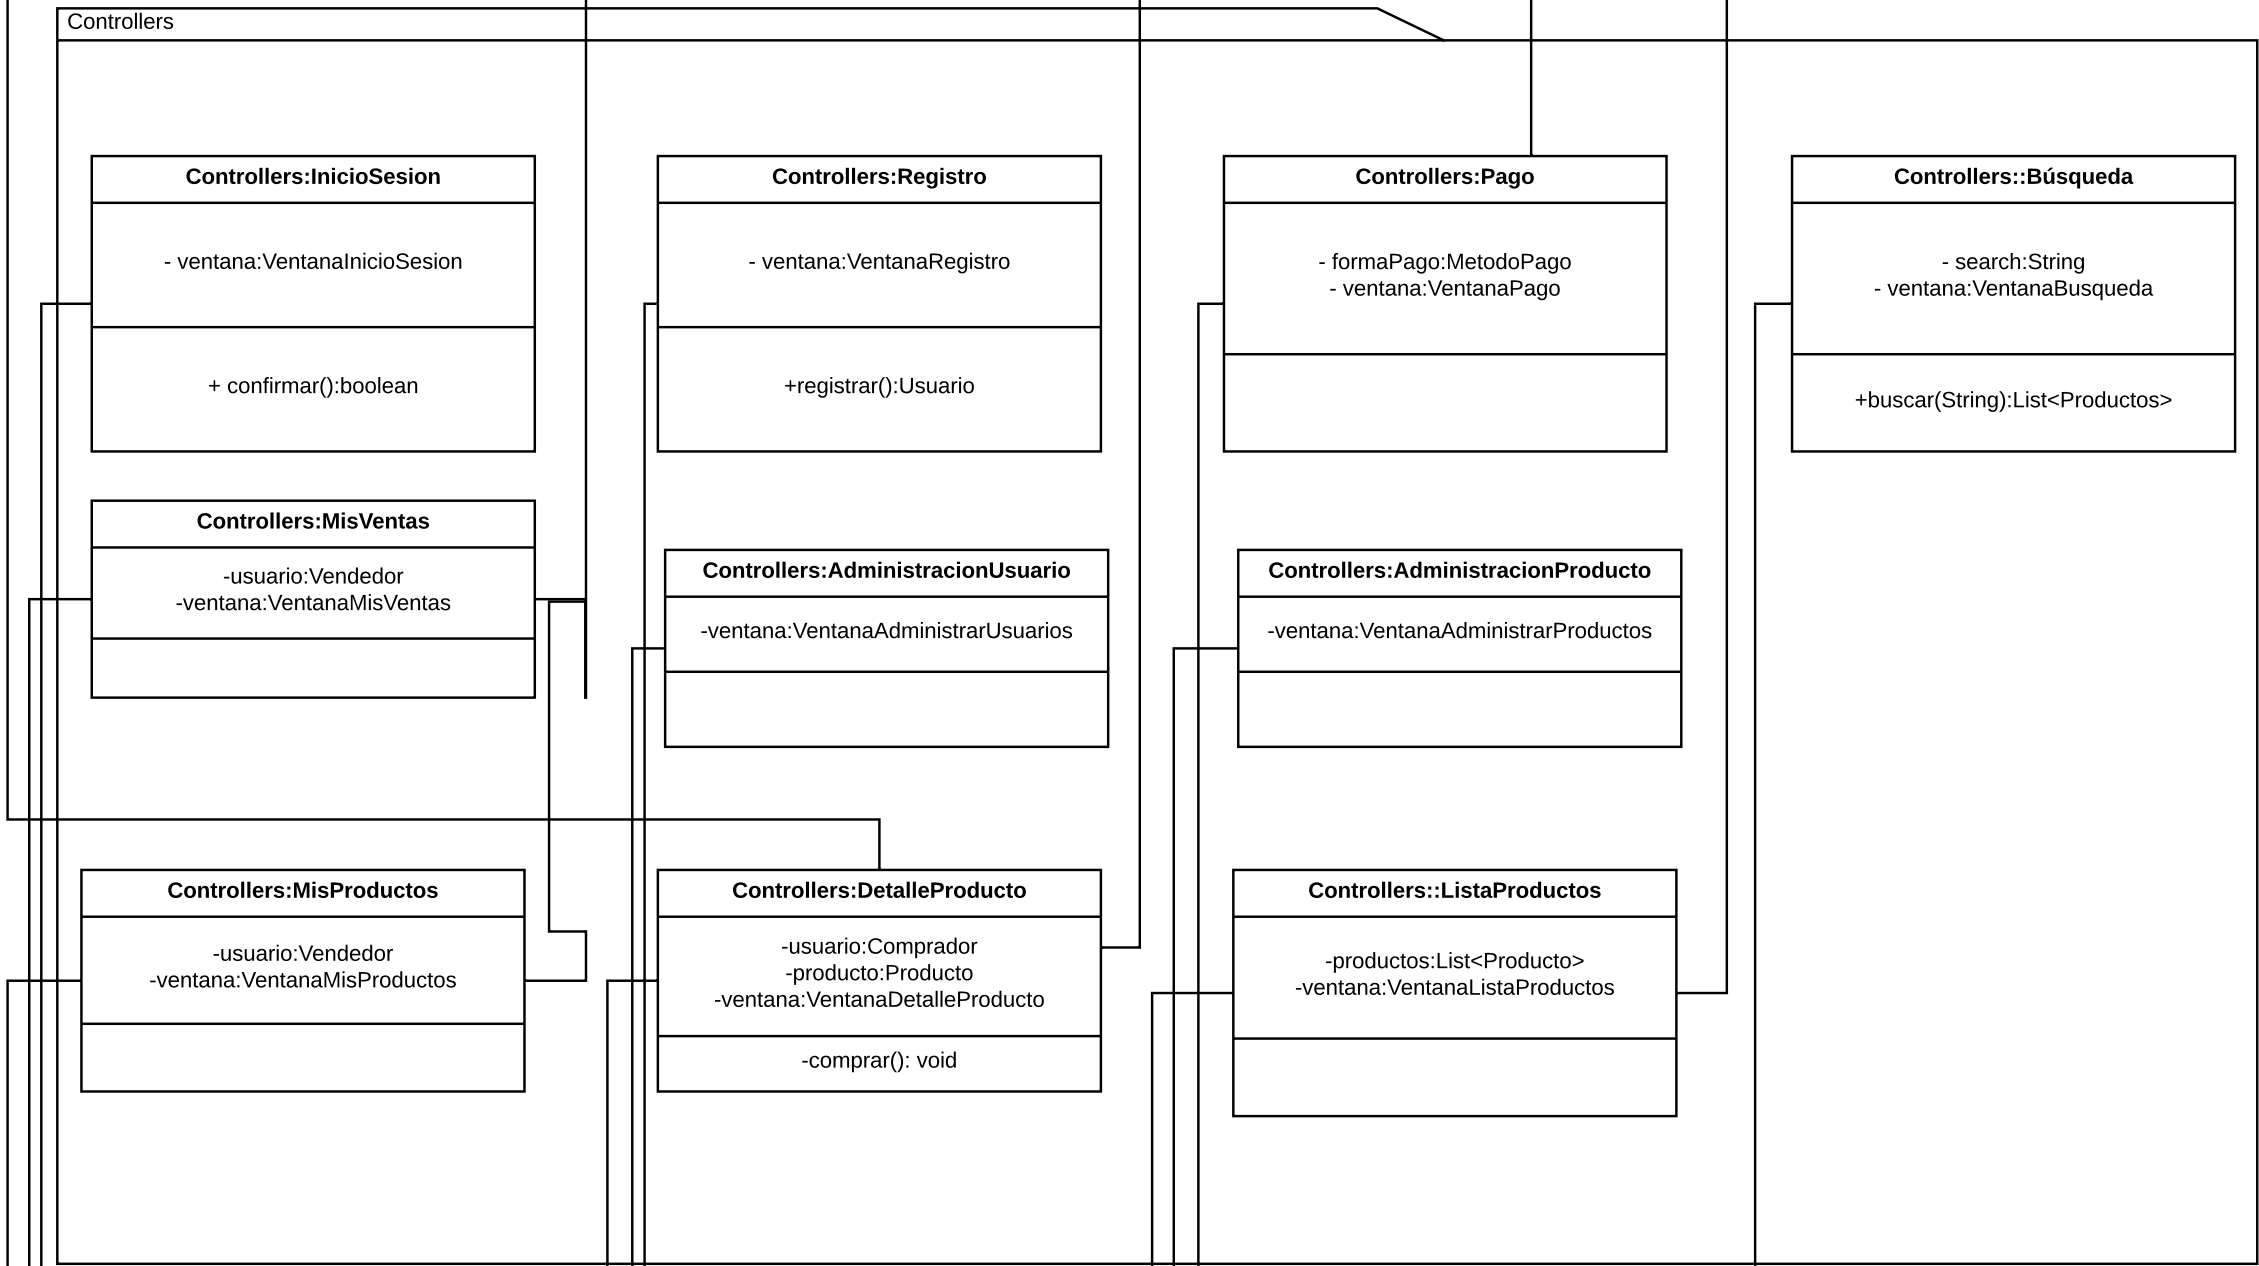 Controllers
Controllers:InicioSesion
- ventana:VentanaInicioSesion
+ confirmar():boolean
Controllers:Registro
- ventana:VentanaRegistro
+registrar():Usuario
Controllers:Pago
- formaPago:MetodoPago
- ventana:VentanaPago
Controllers::Búsqueda
- search:String
- ventana:VentanaBusqueda
+buscar(String):List<Productos>
Controllers:MisVentas
-usuario:Vendedor
-ventana:VentanaMisVentas
Controllers:AdministracionUsuario
-ventana:VentanaAdministrarUsuarios
Controllers:AdministracionProducto
-ventana:VentanaAdministrarProductos
Controllers:MisProductos
-usuario:Vendedor
-ventana:VentanaMisProductos
Controllers:DetalleProducto
-usuario:Comprador
-producto:Producto
-ventana:VentanaDetalleProducto
-comprar(): void
Controllers::ListaProductos
-productos:List<Producto>
-ventana:VentanaListaProductos